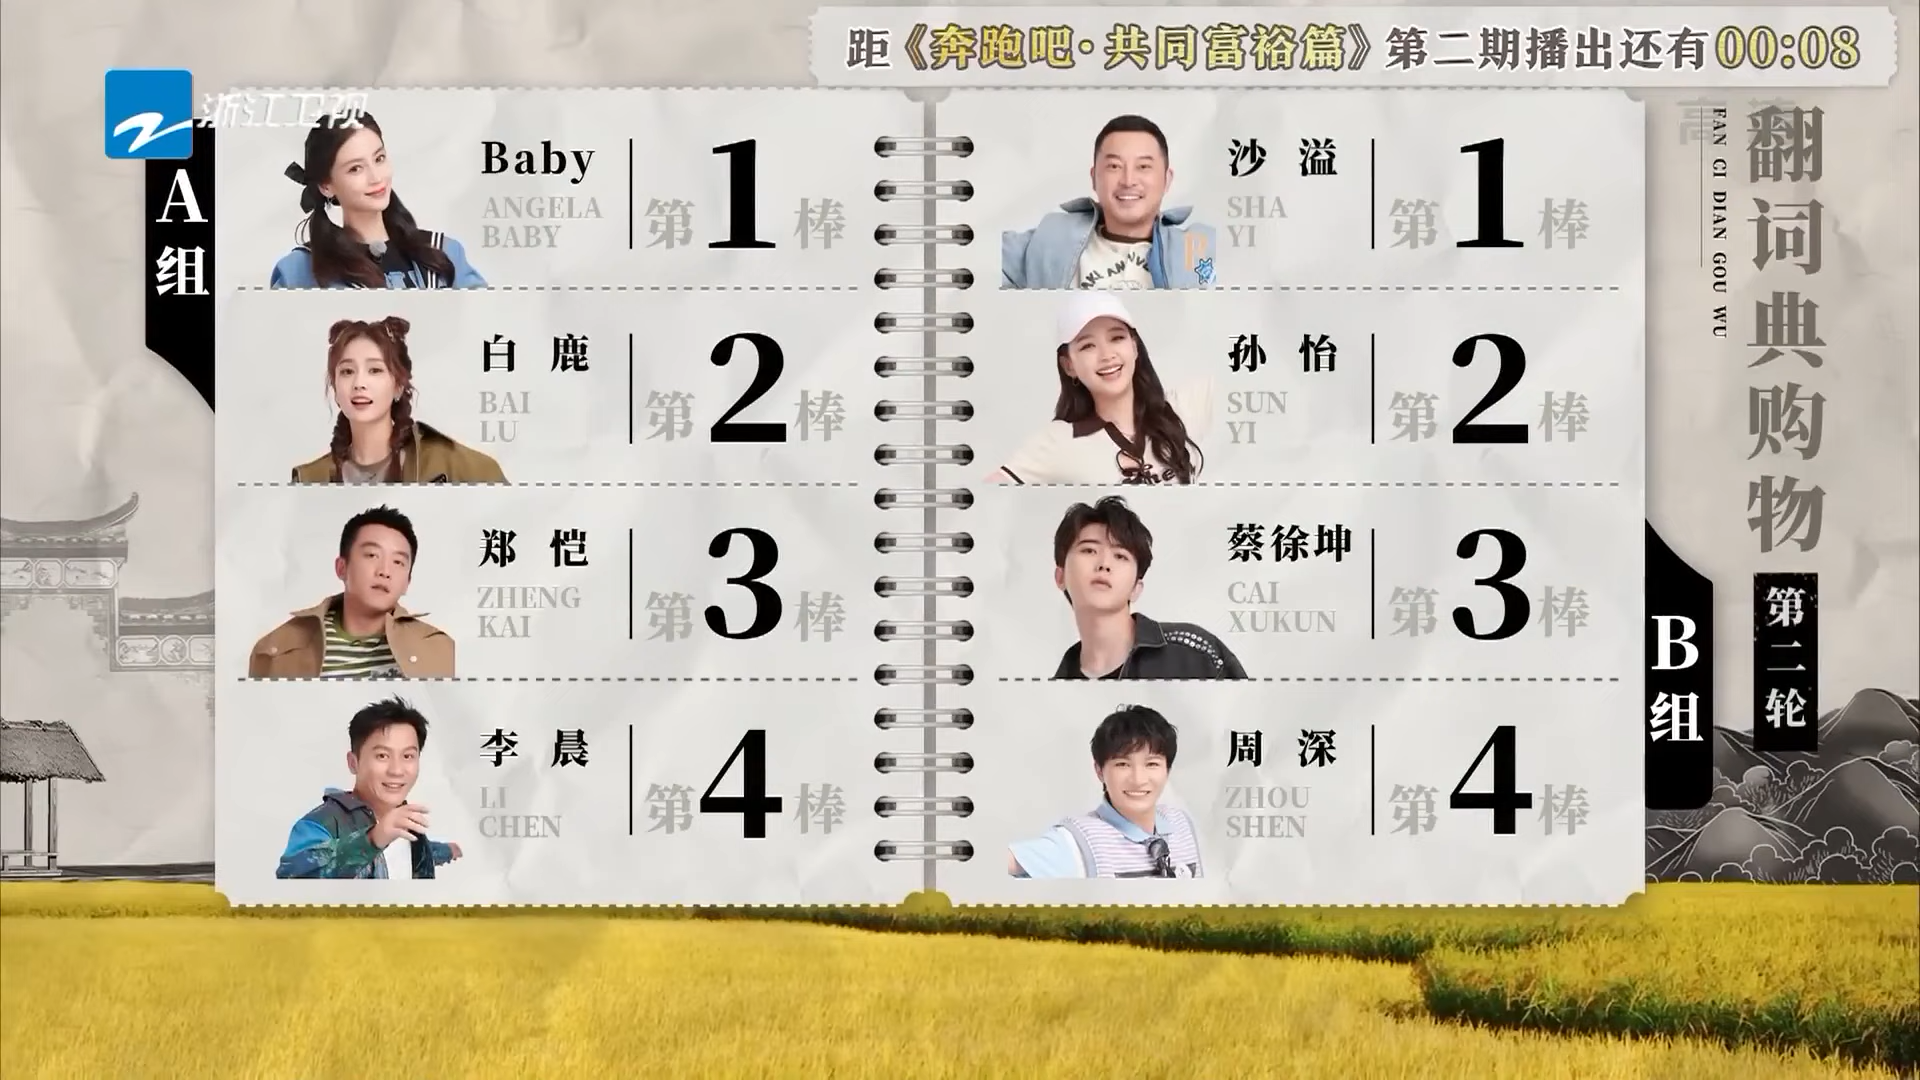 距《奔跑吧·共同富裕篇》第二期播出还有00:08
浙江卫视
A组
Baby
ANGELA
BABY
第1棒
白鹿
BAI
LU
第2棒
郑恺
ZHENG
KAI
第3棒
李晨
LI
CHEN
第4棒
沙溢
SHA
YI
第1棒
孙怡
SUN
YI
第2棒
蔡徐坤
CAI
XUKUN
第3棒
周深
ZHOU
SHEN
第4棒
B组
高清
翻词典购物
FAN CI DIAN GOU WU
第二轮